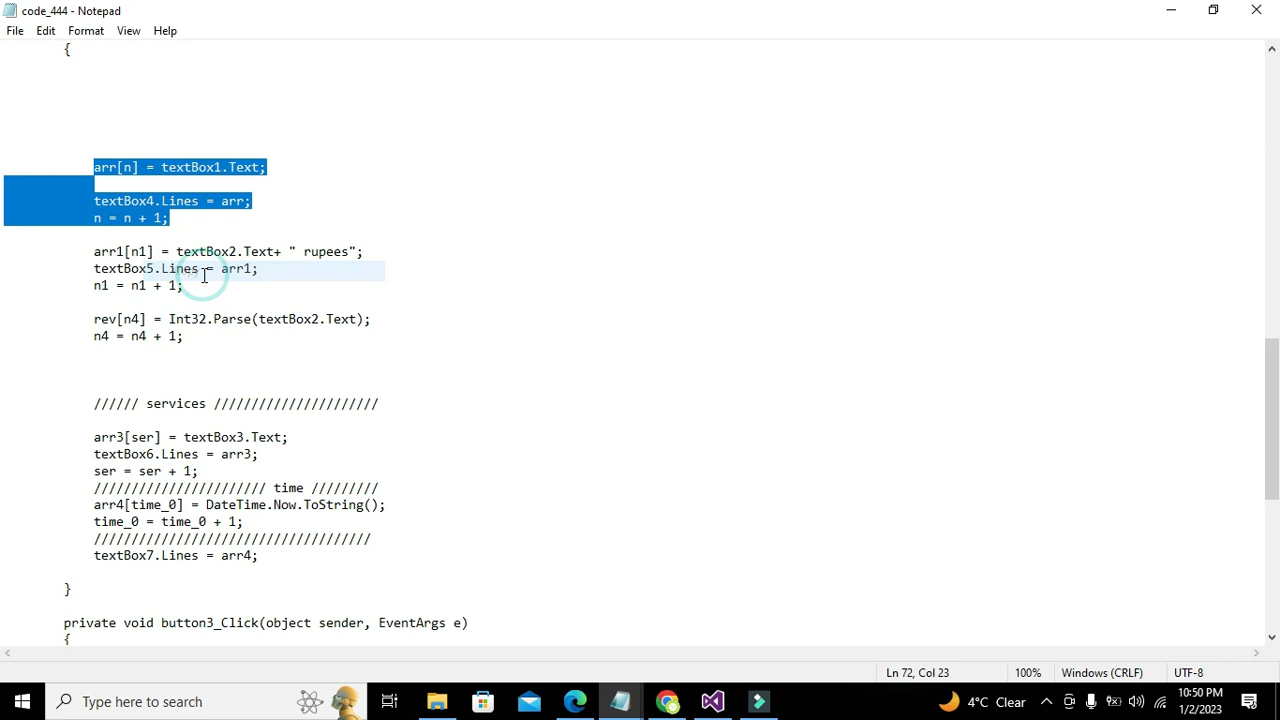 code_444 - Notepad
File Edit Format View Help
{
arr[n] = textBox1.Text;
textBox4.Lines = arr;
n = n + 1;
arr1[n1] = textBox2.Text+ " rupees";
textBox5.Lines = arr1;
n1 = n1 + 1;
rev[n4] = Int32.Parse(textBox2.Text);
n4 = n4 + 1;
////// services //////////////////////
arr3[ser] = textBox3.Text;
textBox6.Lines = arr3;
ser = ser + 1;
/////////////////////// time /////////
arr4[time_0] = DateTime.Now.ToString();
time_0 = time_0 + 1;
/////////////////////////////////////
textBox7.Lines = arr4;
}
private void button3_Click(object sender, EventArgs e)
{
Ln 72, Col 23 100% Windows (CRLF) UTF-8
Type here to search 4°C Clear 10:50 PM
1/2/2023